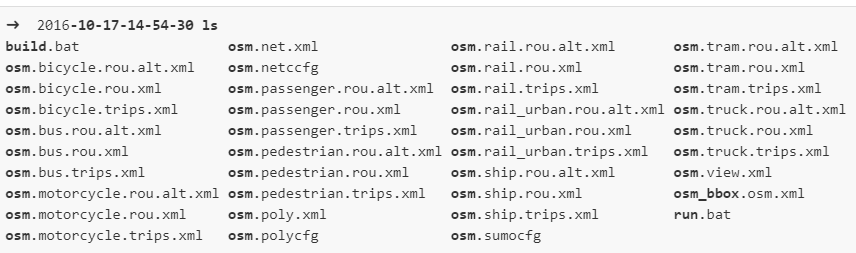 → 2016-10-17-14-54-30 ls
build.bat osm.net.xml osm.rail.rou.alt.xml osm.tram.rou.alt.xml
osm.bicycle.rou.alt.xml osm.netccfg osm.rail.rou.xml osm.tram.rou.xml
osm.bicycle.rou.xml osm.passenger.rou.alt.xml osm.rail.trips.xml osm.tram.trips.xml
osm.bicycle.trips.xml osm.passenger.rou.xml osm.rail_urban.rou.alt.xml osm.truck.rou.alt.xml
osm.bus.rou.alt.xml osm.passenger.trips.xml osm.rail_urban.rou.xml osm.truck.rou.xml
osm.bus.rou.xml osm.pedestrian.rou.alt.xml osm.rail_urban.trips.xml osm.truck.trips.xml
osm.bus.trips.xml osm.pedestrian.rou.xml osm.ship.rou.alt.xml osm.view.xml
osm.motorcycle.rou.alt.xml osm.pedestrian.trips.xml osm.ship.rou.xml osm_bbox.osm.xml
osm.motorcycle.rou.xml osm.poly.xml osm.ship.trips.xml run.bat
osm.motorcycle.trips.xml osm.polycfg osm.sumocfg